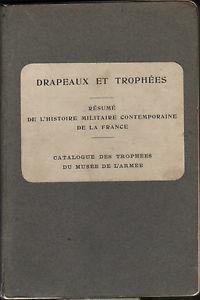 DRAPEAUX ET TROPHÉES
RÉSUMÉ
DE L'HISTOIRE MILITAIRE CONTEMPORAINE
DE LA FRANCE
CATALOGUE DES TROPHÉES
DU MUSÉE DE L'ARMÉE